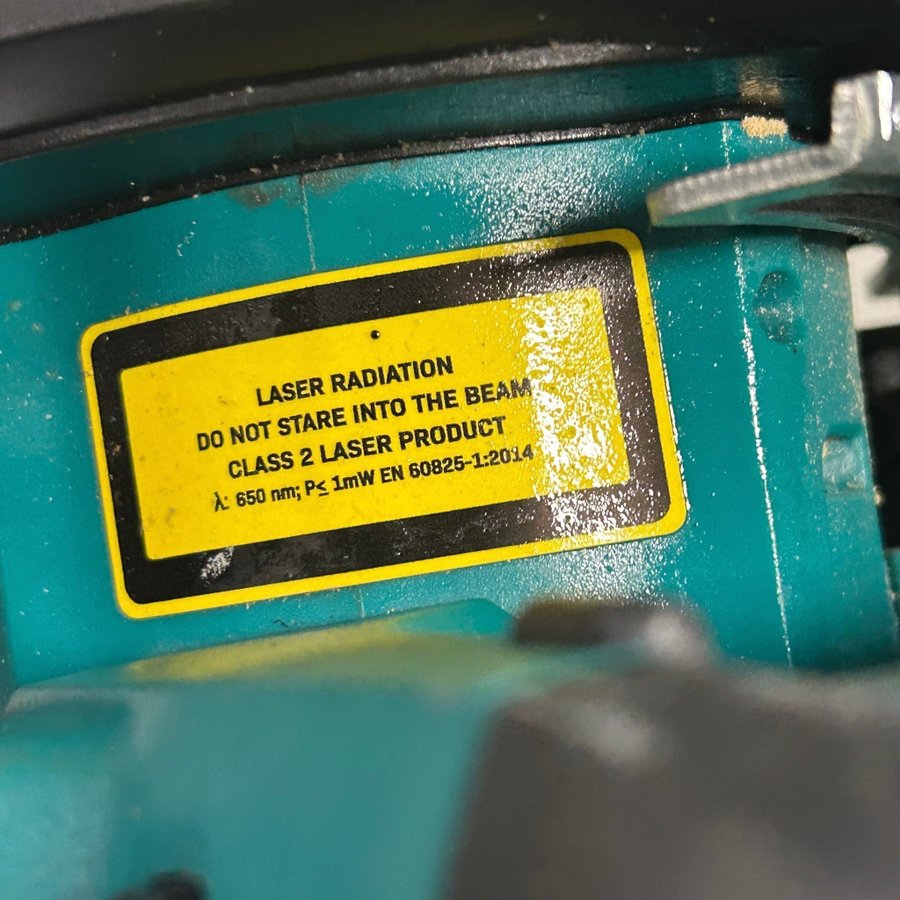 LASER RADIATION
DO NOT STARE INTO THE BEAM
CLASS 2 LASER PRODUCT
λ: 650 nm; P≤ 1mW EN 60825-1:2014